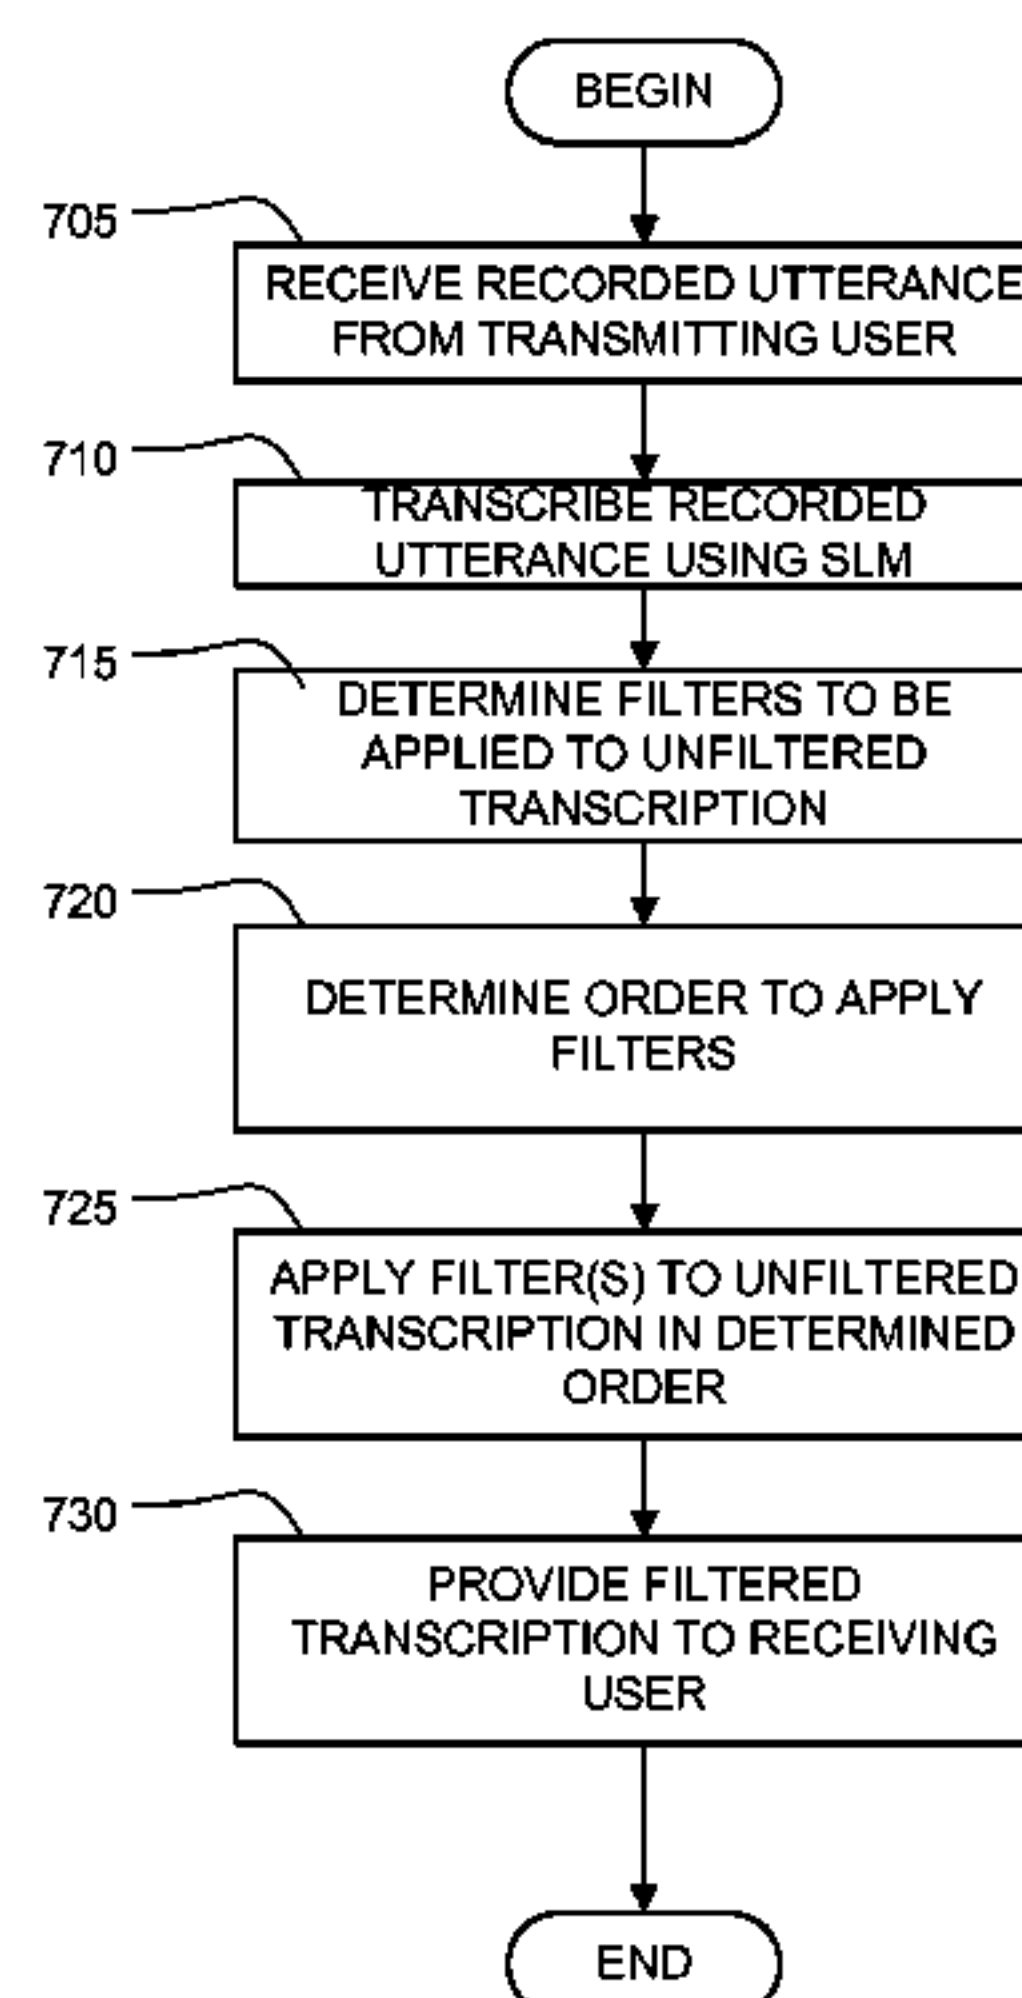 BEGIN
705
RECEIVE RECORDED UTTERANCE
FROM TRANSMITTING USER
710
TRANSCRIBE RECORDED
UTTERANCE USING SLM
715
DETERMINE FILTERS TO BE
APPLIED TO UNFILTERED
TRANSCRIPTION
720
DETERMINE ORDER TO APPLY
FILTERS
725
APPLY FILTER(S) TO UNFILTERED
TRANSCRIPTION IN DETERMINED
ORDER
730
PROVIDE FILTERED
TRANSCRIPTION TO RECEIVING
USER
END